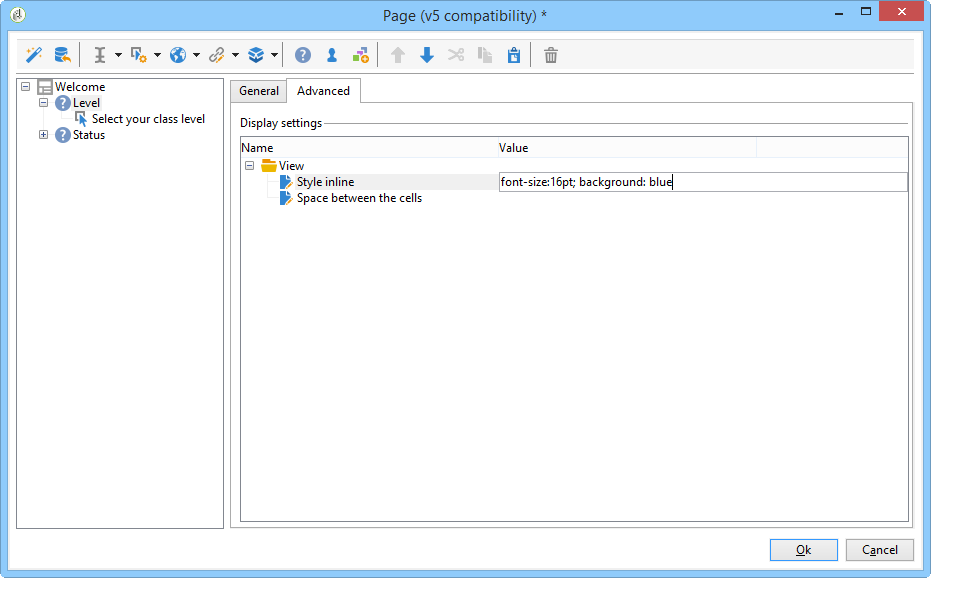 Page (v5 compatibility) *
Welcome
Level
Select your class level
Status
General Advanced
Display settings
Name Value
View
Style inline font-size:16pt; background: blue
Space between the cells
Ok Cancel